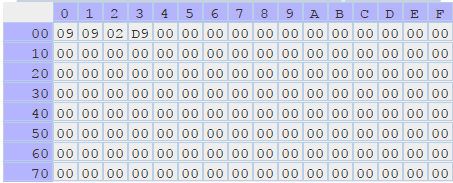 0 1 2 3 4 5 6 7 8 9 A B C D E F
00 09 09 02 D9 00 00 00 00 00 00 00 00 00 00 00 00
10 00 00 00 00 00 00 00 00 00 00 00 00 00 00 00 00
20 00 00 00 00 00 00 00 00 00 00 00 00 00 00 00 00
30 00 00 00 00 00 00 00 00 00 00 00 00 00 00 00 00
40 00 00 00 00 00 00 00 00 00 00 00 00 00 00 00 00
50 00 00 00 00 00 00 00 00 00 00 00 00 00 00 00 00
60 00 00 00 00 00 00 00 00 00 00 00 00 00 00 00 00
70 00 00 00 00 00 00 00 00 00 00 00 00 00 00 00 00